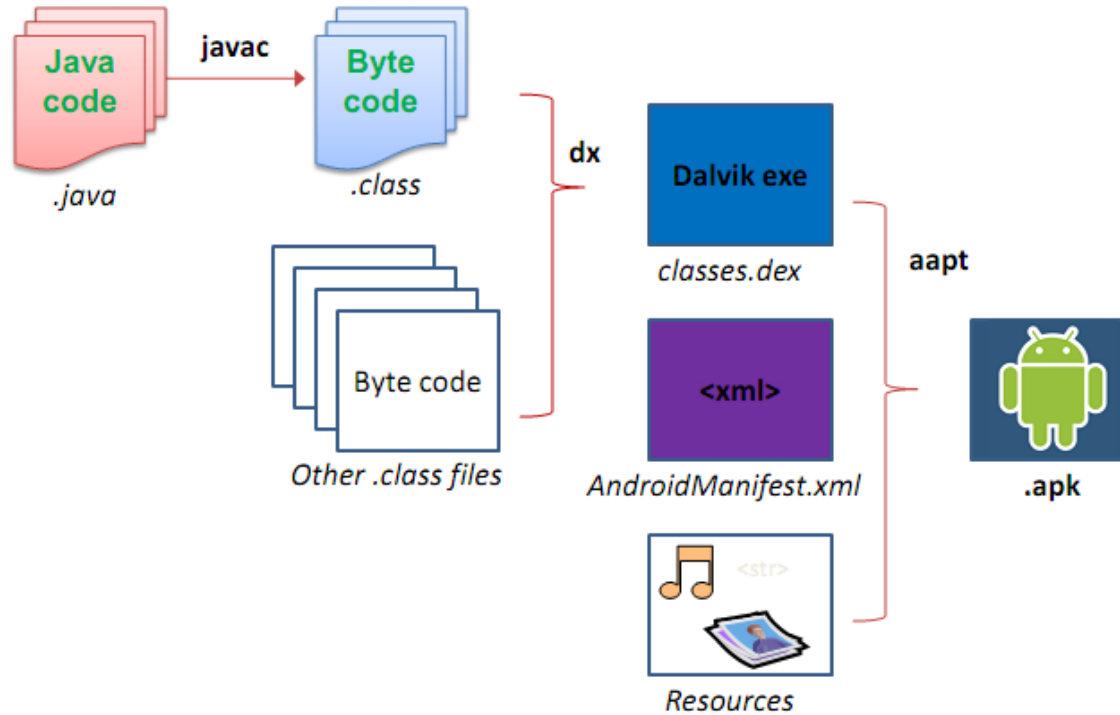 Java
code
.java
javac
Byte
code
.class
Byte code
Other .class files
dx
Dalvik exe
classes.dex
<xml>
AndroidManifest.xml
<str>
Resources
aapt
.apk